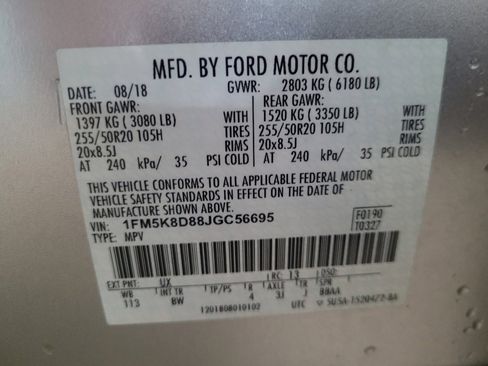 MFD. BY FORD MOTOR CO.
DATE: 08/18 GVWR: 2803 KG ( 6180 LB)
FRONT GAWR: REAR GAWR:
1397 KG ( 3080 LB) WITH 1520 KG ( 3350 LB) WITH
255/50R20 105H TIRES 255/50R20 105H TIRES
20x8.5J RIMS 20x8.5J RIMS
AT 240 kPa/ 35 PSI COLD AT 240 kPa/ 35 PSI COLD
THIS VEHICLE CONFORMS TO ALL APPLICABLE FEDERAL MOTOR
VEHICLE SAFETY STANDARDS IN EFFECT ON THE DATE OF
MANUFACTURE SHOWN ABOVE.
VIN: 1FM5K8D88JGC56695 F0190
TYPE: MPV T0327
EXT PNT: UX RC: 13 DSO:
WB INT TR TP/PS R AXLE TR SPR
113 BW 4 3J J BBAA
1201808010102 UTC